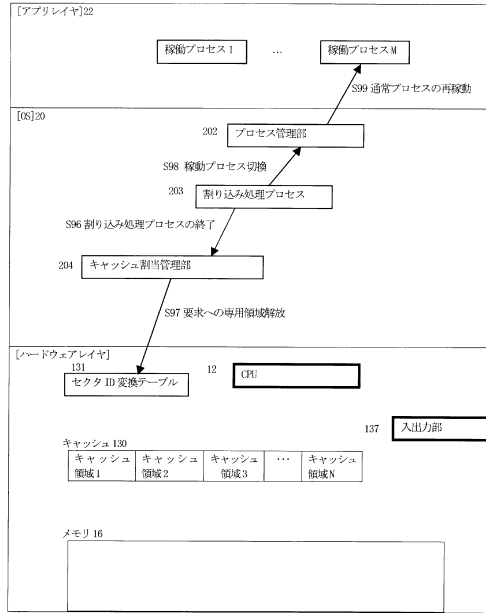 [アプリレイヤ]22
稼働プロセス1
…
稼働プロセスM
S99 通常プロセスの再稼動
[OS]20
202
プロセス管理部
S98 稼動プロセス切換
203
割り込み処理プロセス
S96 割り込み処理プロセスの終了
204
キャッシュ割当管理部
S97 要求への専用領域解放
[ハードウェアレイヤ]
131
セクタ ID 変換テーブル
12
CPU
137
入出力部
キャッシュ130
キャッシュ
領域1
キャッシュ
領域2
キャッシュ
領域3
…
キャッシュ
領域N
メモリ16